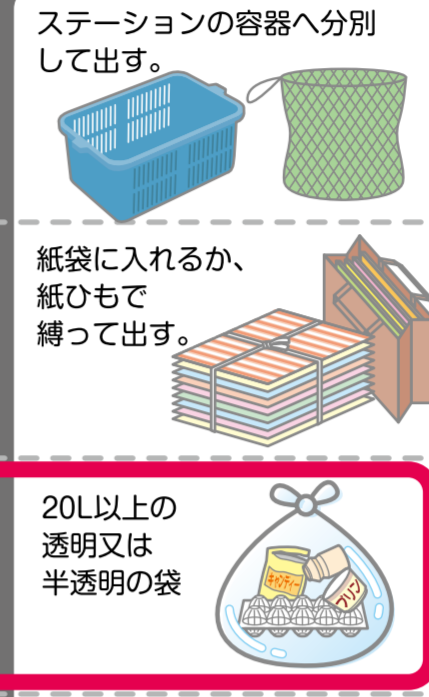 ステーションの容器へ分別
して出す。
紙袋に入れるか、
紙ひもで
縛って出す。
20L以上の
透明又は
半透明の袋
キャンディー
プリン